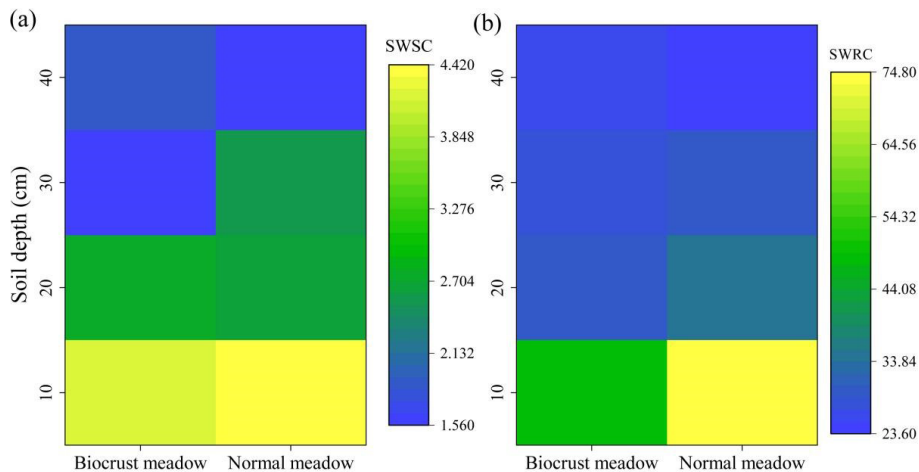 (a)
SWSC
4.420
3.848
3.276
2.704
2.132
1.560
Soil depth (cm)
40
30
20
10
Biocrust meadow
Normal meadow
(b)
SWRC
74.80
64.56
54.32
44.08
33.84
23.60
40
30
20
10
Biocrust meadow
Normal meadow